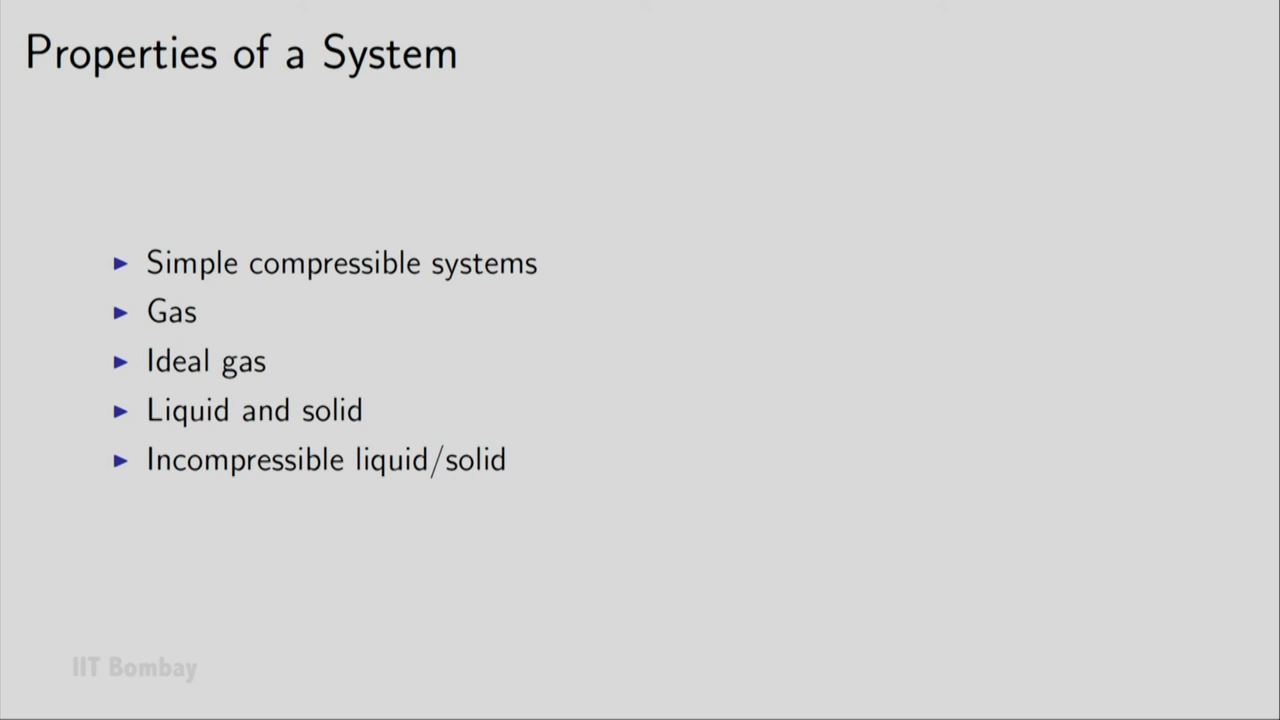 Properties of a System
▶ Simple compressible systems
▶ Gas
▶ Ideal gas
▶ Liquid and solid
▶ Incompressible liquid/solid
IIT Bombay